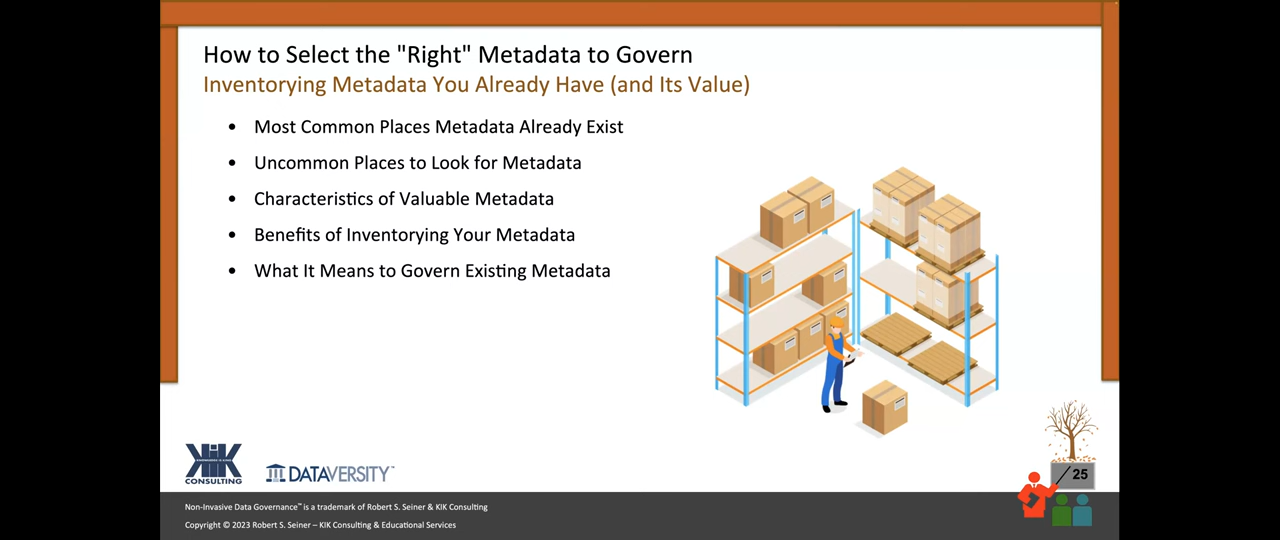 How to Select the "Right" Metadata to Govern
Inventorying Metadata You Already Have (and Its Value)
• Most Common Places Metadata Already Exist
• Uncommon Places to Look for Metadata
• Characteristics of Valuable Metadata
• Benefits of Inventorying Your Metadata
• What It Means to Govern Existing Metadata
KIK
CONSULTING
DATAVERSITY™
/ 25
Non-Invasive Data Governance™ is a trademark of Robert S. Seiner & KIK Consulting
Copyright © 2023 Robert S. Seiner – KIK Consulting & Educational Services